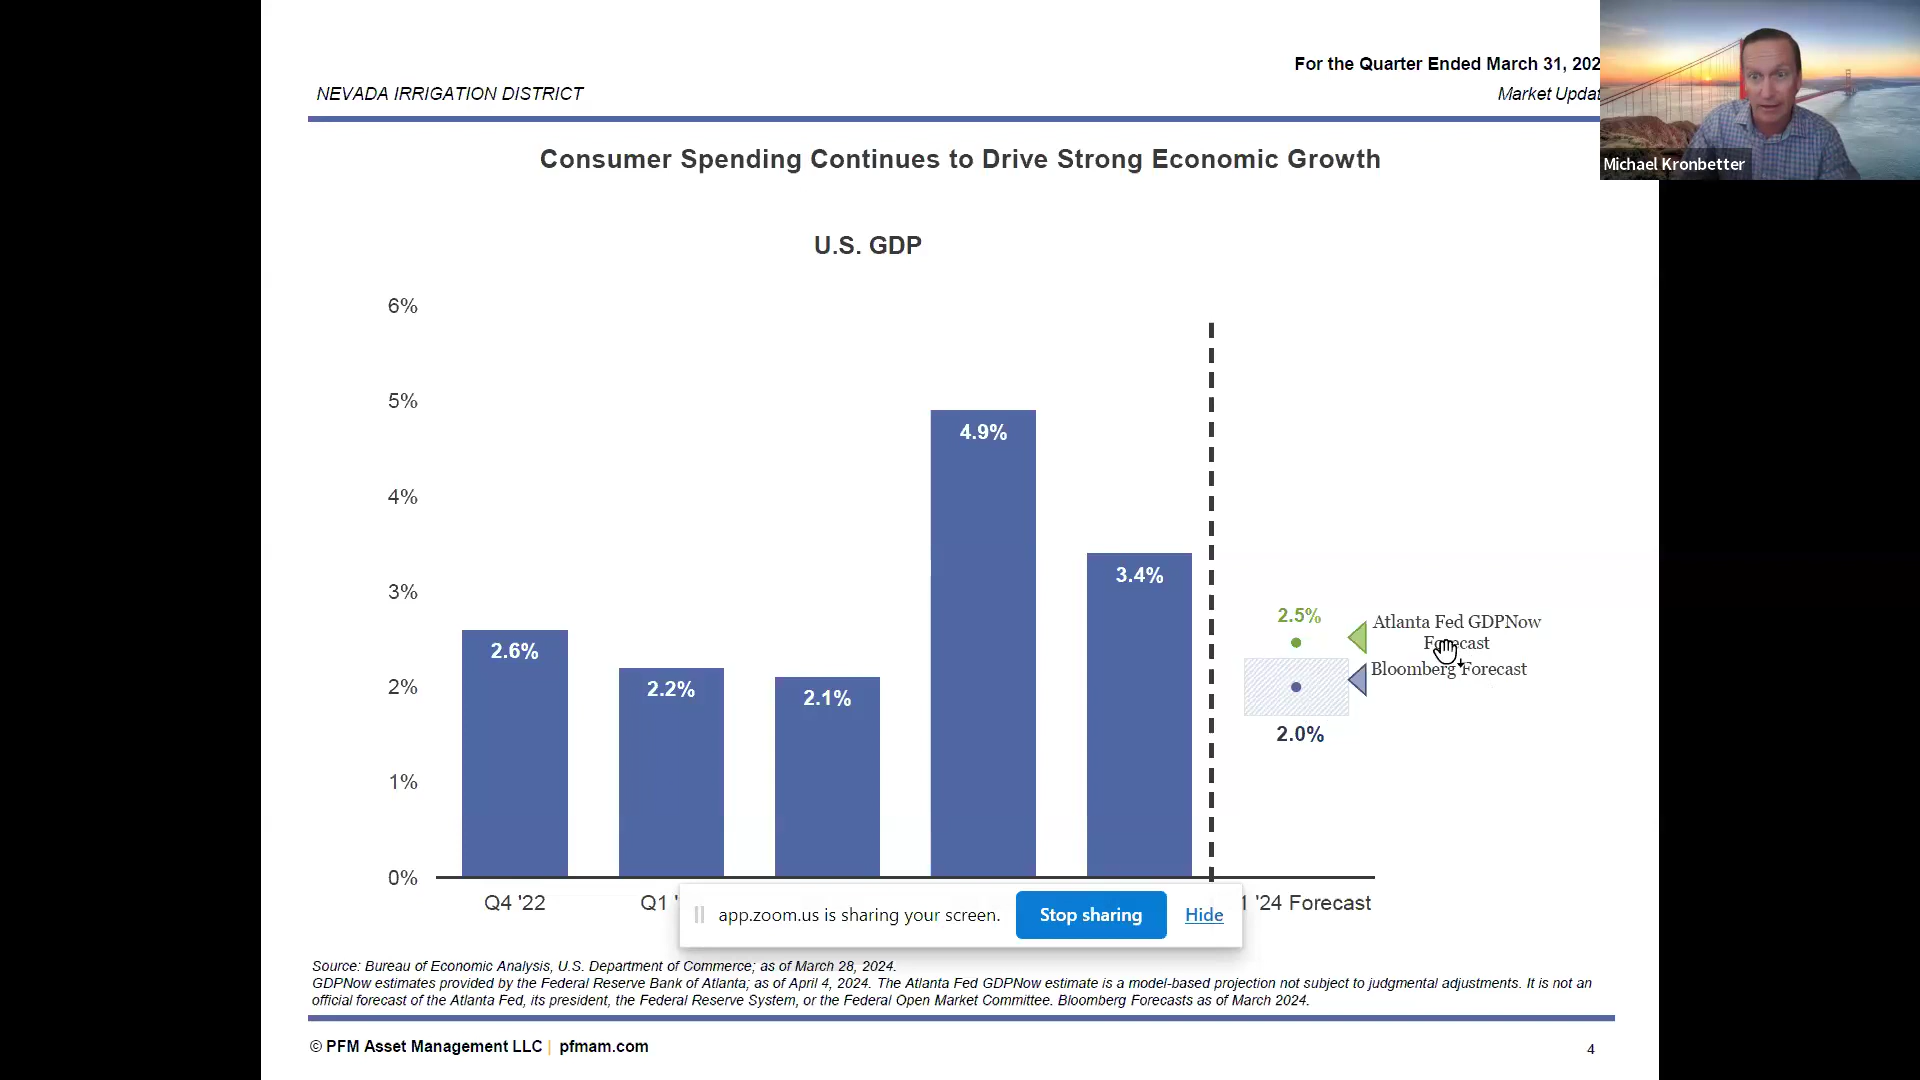 For the Quarter Ended March 31, 202
NEVADA IRRIGATION DISTRICT
Market Updat
Michael Kronbetter
Consumer Spending Continues to Drive Strong Economic Growth
U.S. GDP
6%
5%
4%
3%
2%
1%
0%
2.6%
2.2%
2.1%
4.9%
3.4%
2.5%
2.0%
Atlanta Fed GDPNow
Forecast
Bloomberg Forecast
Q4 '22
Q1 '
1 '24 Forecast
app.zoom.us is sharing your screen.
Stop sharing
Hide
Source: Bureau of Economic Analysis, U.S. Department of Commerce; as of March 28, 2024.
GDPNow estimates provided by the Federal Reserve Bank of Atlanta; as of April 4, 2024. The Atlanta Fed GDPNow estimate is a model-based projection not subject to judgmental adjustments. It is not an
official forecast of the Atlanta Fed, its president, the Federal Reserve System, or the Federal Open Market Committee. Bloomberg Forecasts as of March 2024.
© PFM Asset Management LLC | pfmam.com
4